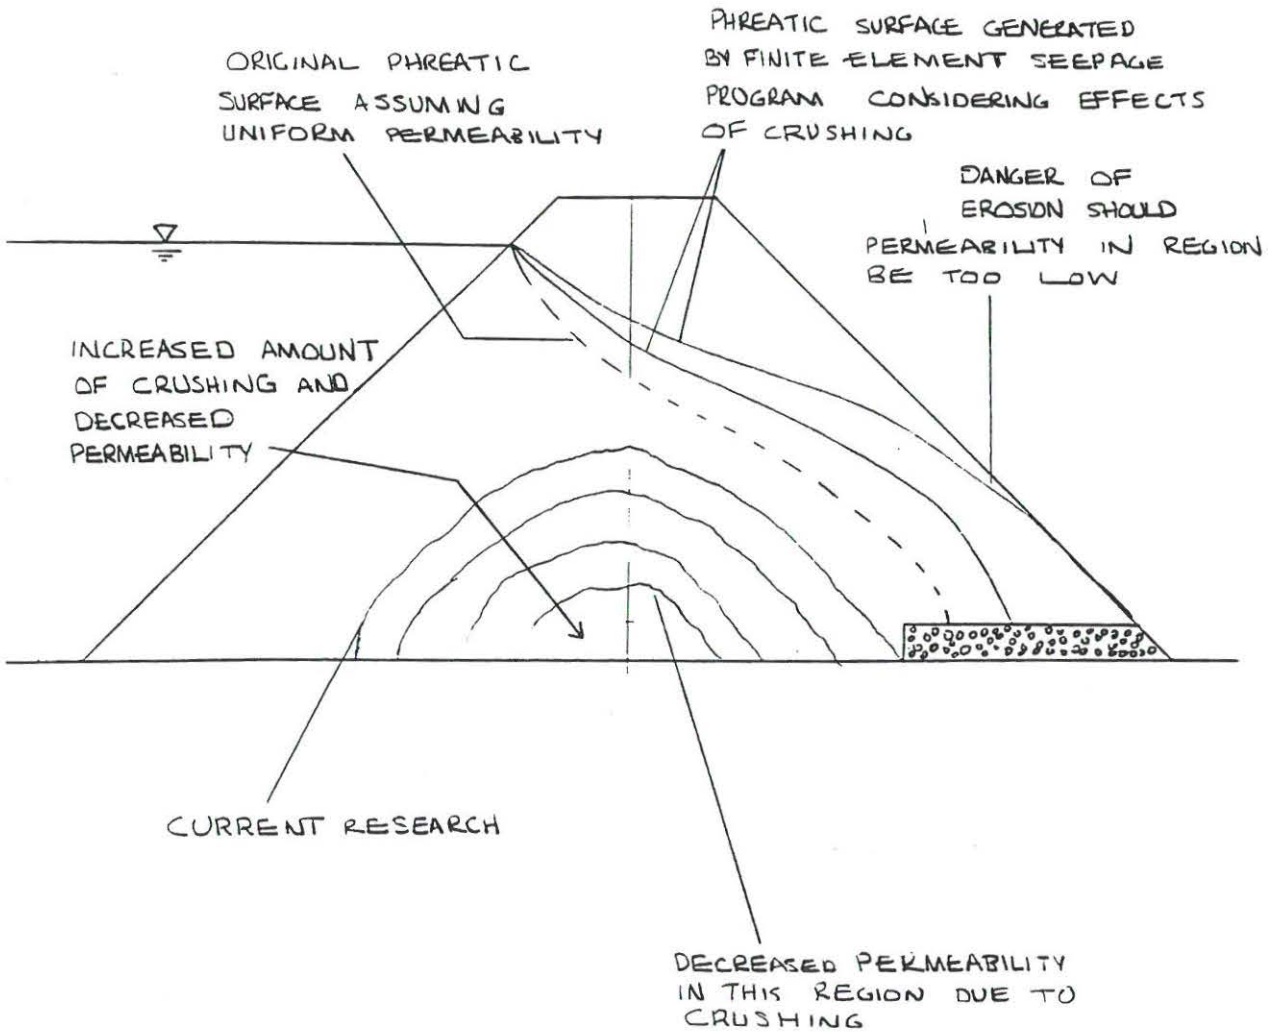 ORIGINAL PHREATIC
SURFACE ASSUMING
UNIFORM PERMEABILITY
PHREATIC SURFACE GENERATED
BY FINITE ELEMENT SEEPAGE
PROGRAM CONSIDERING EFFECTS
OF CRUSHING
DANGER OF
EROSION SHOULD
PERMEABILITY IN REGION
BE TOO LOW
INCREASED AMOUNT
OF CRUSHING AND
DECREASED
PERMEABILITY
CURRENT RESEARCH
DECREASED PERMEABILITY
IN THIS REGION DUE TO
CRUSHING